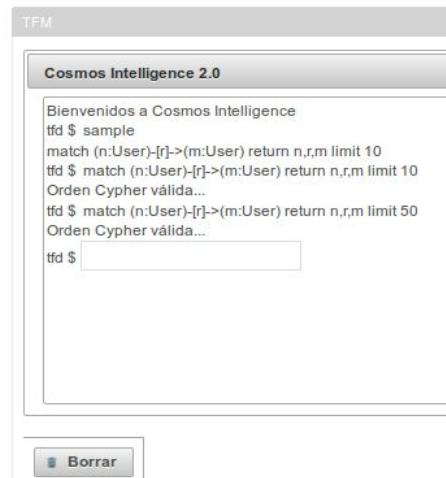 TFM
Cosmos Intelligence 2.0
Bienvenidos a Cosmos Intelligence
tfd $ sample
match (n:User)-[r]->(m:User) return n,r,m limit 10
tfd $ match (n:User)-[r]->(m:User) return n,r,m limit 10
Orden Cypher válida...
tfd $ match (n:User)-[r]->(m:User) return n,r,m limit 50
Orden Cypher válida...
tfd $
Borrar